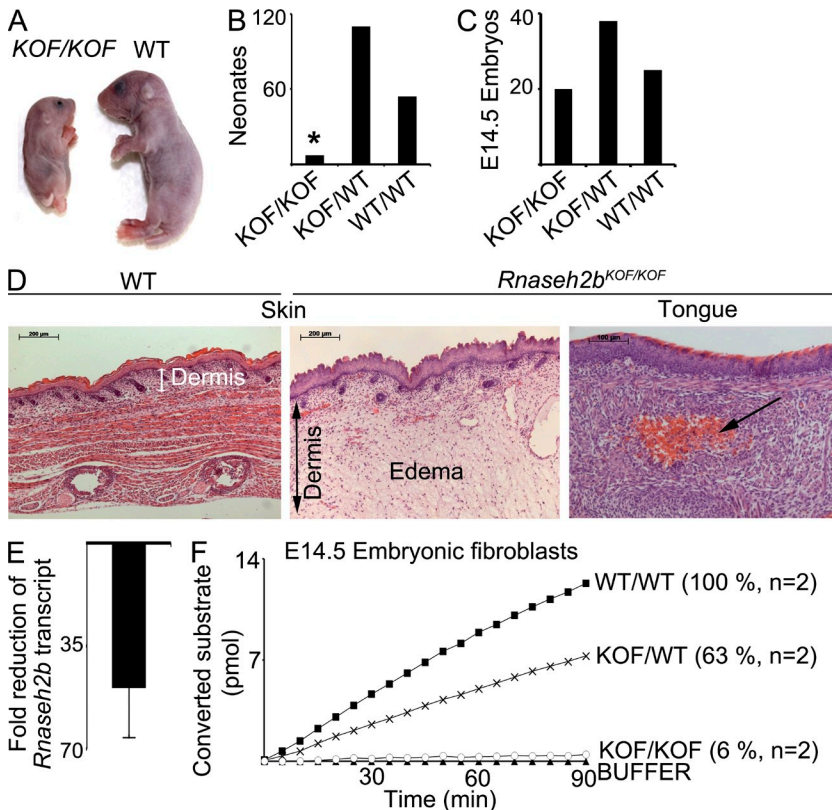 A
KOF/KOF WT
B
Neonates
120
60
*
KOF/KOF
KOF/WT
WT/WT
C
E14.5 Embryos
40
20
0
KOF/KOF
KOF/WT
WT/WT
D
WT
Rnaseh2bKOF/KOF
Skin
Tongue
200 µm
Dermis
200 µm
Dermis
Edema
100 µm
E
Fold reduction of
Rnaseh2b transcript
35
70
F
E14.5 Embryonic fibroblasts
Converted substrate
(pmol)
14
7
WT/WT (100 %, n=2)
KOF/WT (63 %, n=2)
KOF/KOF (6 %, n=2)
BUFFER
30 60 90
Time (min)